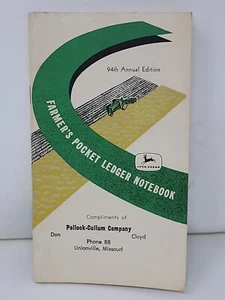 94th Annual Edition
FARMER'S POCKET LEDGER NOTEBOOK
JOHN DEERE
Compliments of
Pollock-Cullum Company
Don Cloyd
Phone 88
Unionville, Missouri